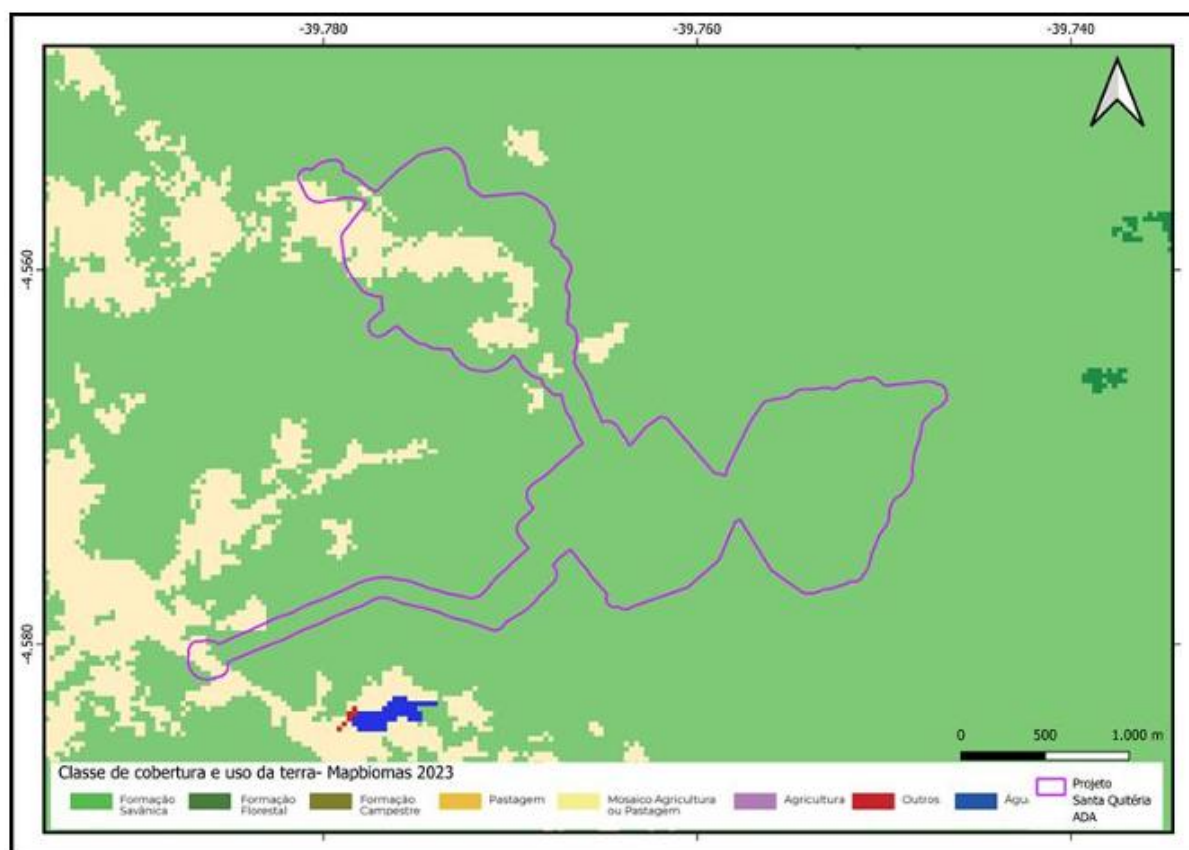 -39.780 -39.760 -39.740
-4.560
-4.580
0 500 1.000 m
Classe de cobertura e uso da terra- Mapbiomas 2023
Formação Savânica
Formação Florestal
Formação Campestre
Pastagem
Mosaico Agricultura ou Pastagem
Agricultura
Outros
Águ
Projeto
Santa Quitéria
ADA